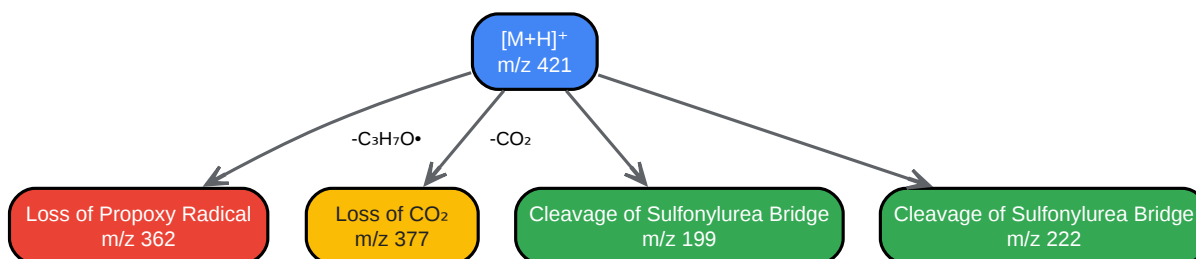 [M+H]⁺
m/z 421
-C₃H₇O•
-CO₂
Loss of Propoxy Radical
m/z 362
Loss of CO₂
m/z 377
Cleavage of Sulfonylurea Bridge
m/z 199
Cleavage of Sulfonylurea Bridge
m/z 222